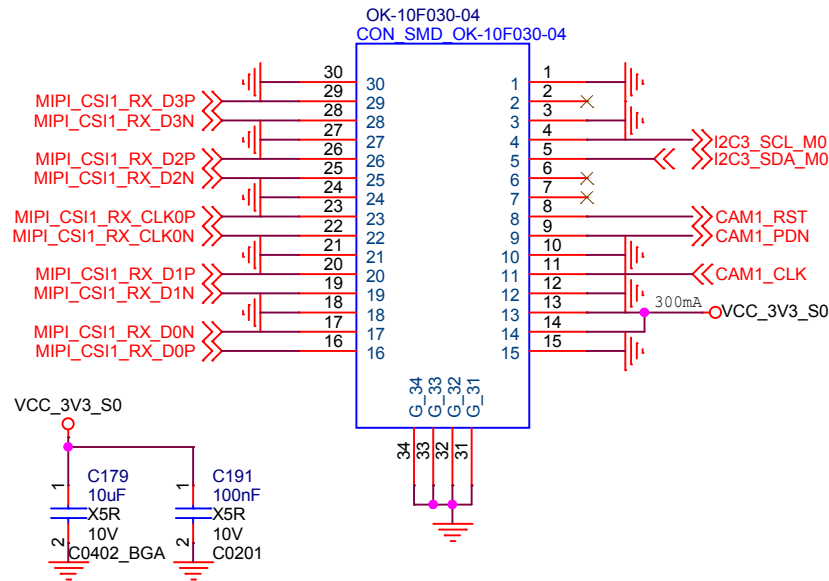 OK-10F030-04
CON_SMD_OK-10F030-04
30 30 1 1
MIPI_CSI1_RX_D3P 29 29 2 2
MIPI_CSI1_RX_D3N 28 28 3 3
27 27 4 4 I2C3_SCL_M0
MIPI_CSI1_RX_D2P 26 26 5 5 I2C3_SDA_M0
MIPI_CSI1_RX_D2N 25 25 6 6
24 24 7 7
MIPI_CSI1_RX_CLK0P 23 23 8 8 CAM1_RST
MIPI_CSI1_RX_CLK0N 22 22 9 9 CAM1_PDN
21 21 10 10
MIPI_CSI1_RX_D1P 20 20 11 11 CAM1_CLK
MIPI_CSI1_RX_D1N 19 19 12 12
18 18 13 13 300mA VCC_3V3_S0
MIPI_CSI1_RX_D0N 17 17 14 14
MIPI_CSI1_RX_D0P 16 16 15 15
G_34 G_33 G_32 G_31
34 33 32 31
VCC_3V3_S0
C179 C191
1 10uF 1 100nF
X5R X5R
10V 10V
2 C0402_BGA 2 C0201